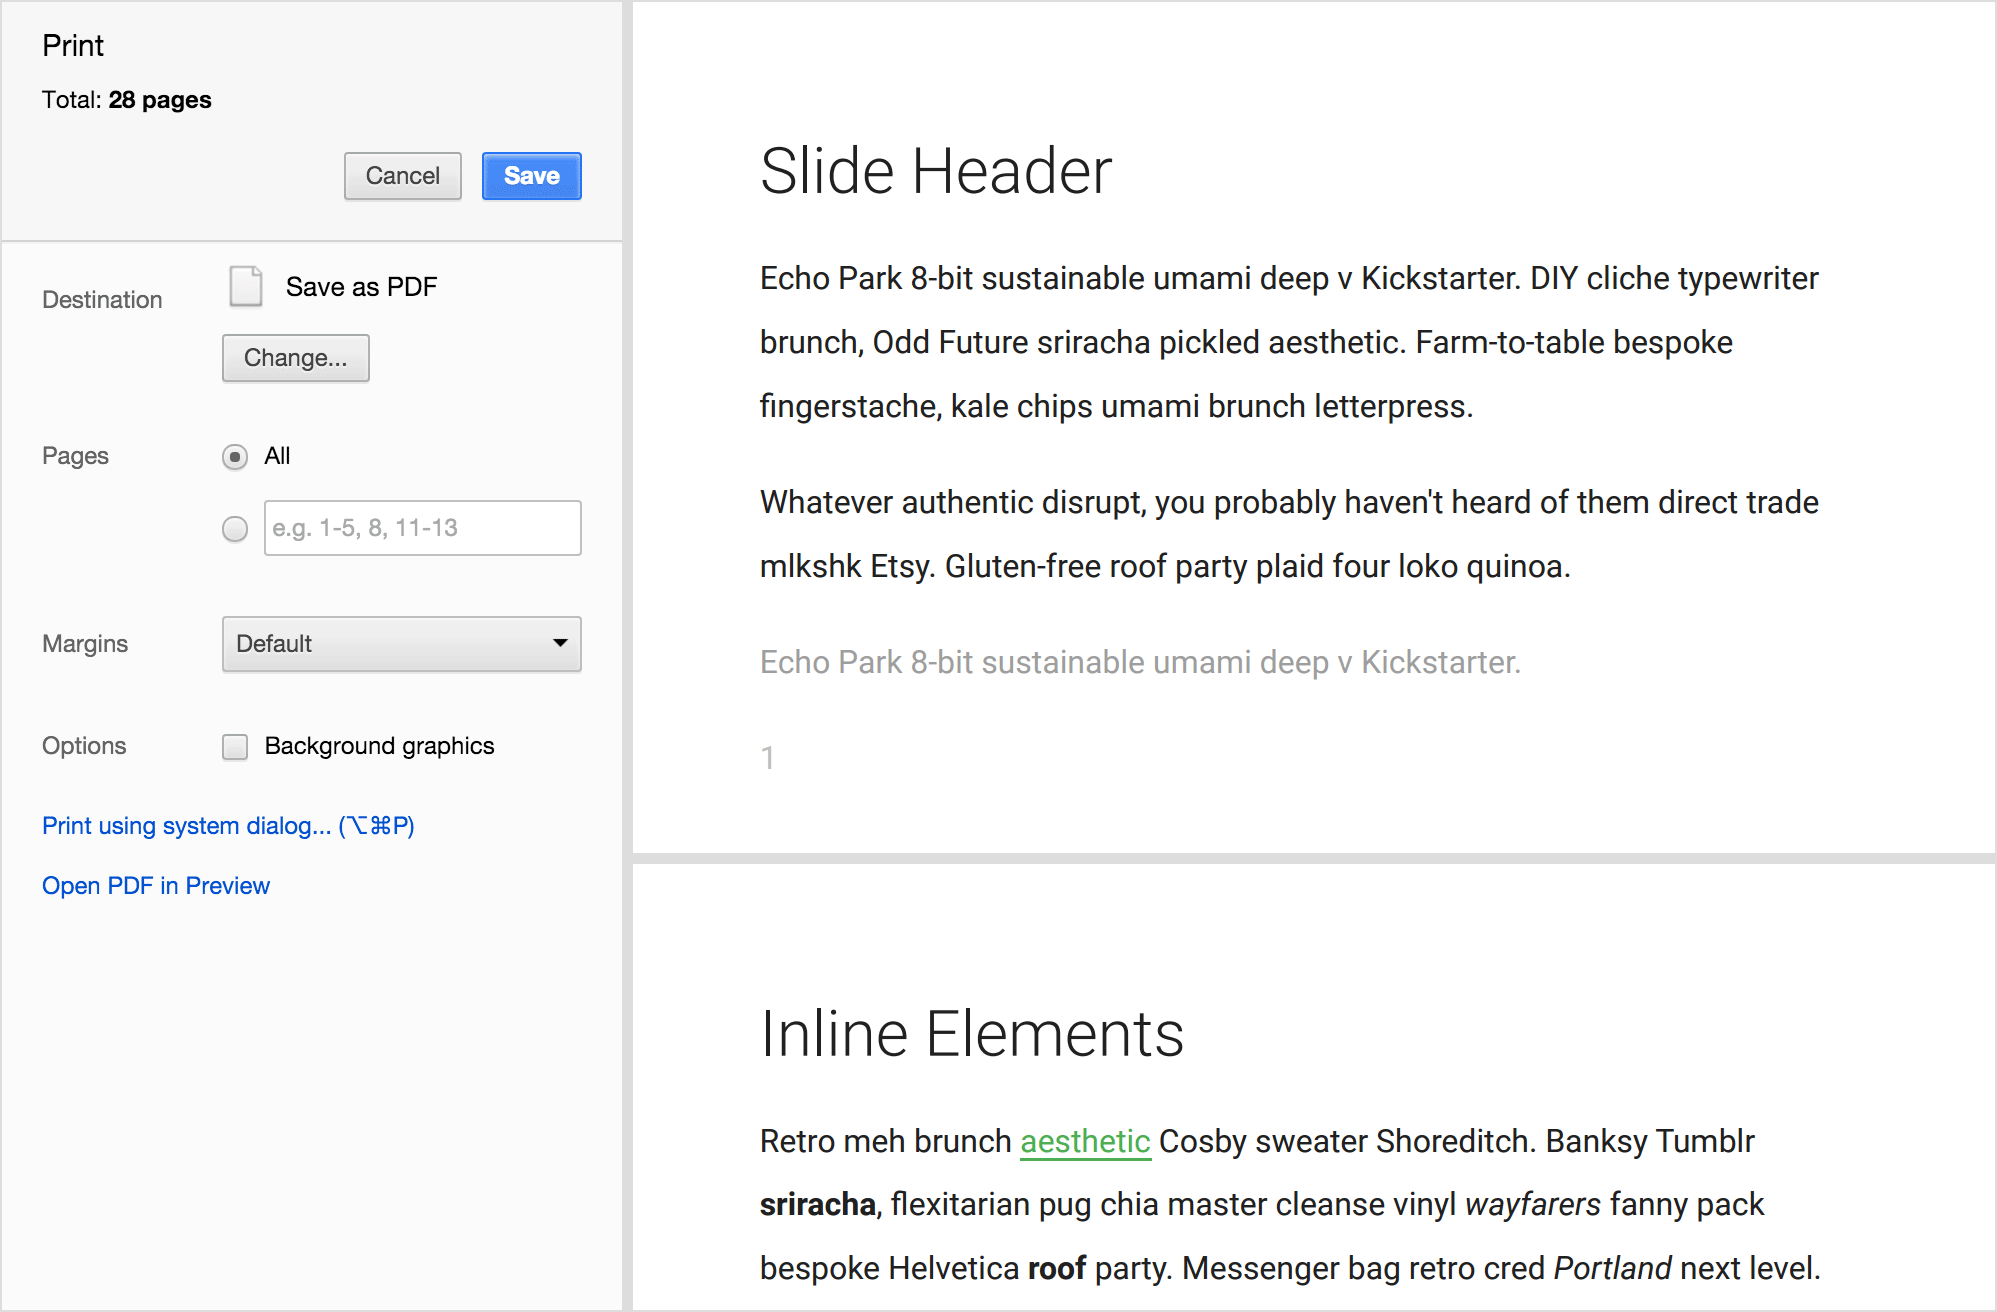 Print
Total: 28 pages
Cancel
Save
Destination
Save as PDF
Change...
Pages
All
e.g. 1-5, 8, 11-13
Margins
Default
Options
Background graphics
Print using system dialog... (⌥⌘P)
Open PDF in Preview
Slide Header
Echo Park 8-bit sustainable umami deep v Kickstarter. DIY cliche typewriter
brunch, Odd Future sriracha pickled aesthetic. Farm-to-table bespoke
fingerstache, kale chips umami brunch letterpress.
Whatever authentic disrupt, you probably haven't heard of them direct trade
mlkshk Etsy. Gluten-free roof party plaid four loko quinoa.
Echo Park 8-bit sustainable umami deep v Kickstarter.
1
Inline Elements
Retro meh brunch aesthetic Cosby sweater Shoreditch. Banksy Tumblr
sriracha, flexitarian pug chia master cleanse vinyl wayfarers fanny pack
bespoke Helvetica roof party. Messenger bag retro cred Portland next level.